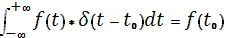 ∫_{-∞}^{+∞} f(t)∗δ(t−t₀)dt = f(t₀)